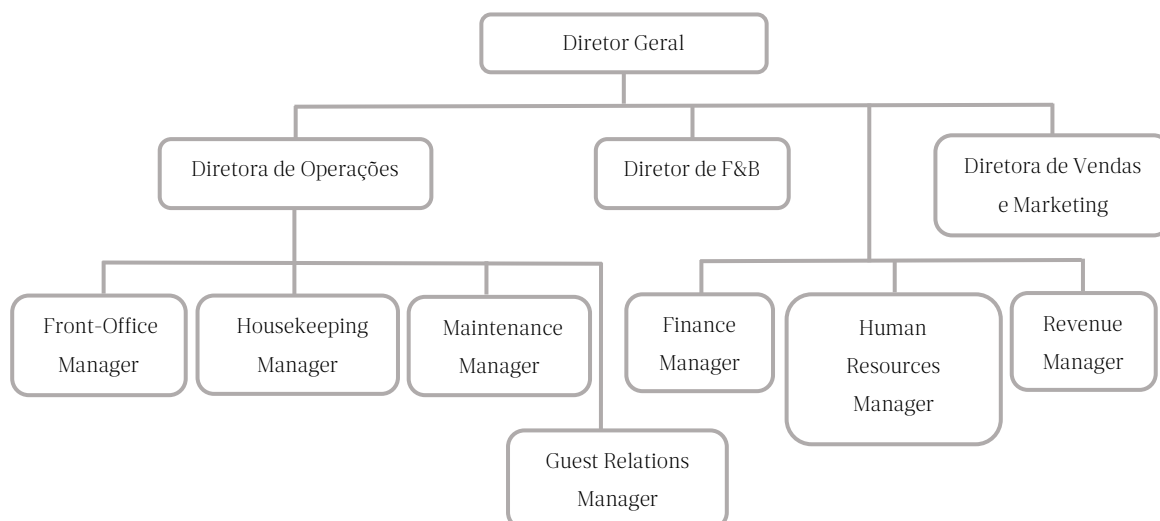 Diretor Geral
Diretora de Operações
Diretor de F&B
Diretora de Vendas
e Marketing
Front-Office
Manager
Housekeeping
Manager
Maintenance
Manager
Finance
Manager
Human
Resources
Manager
Revenue
Manager
Guest Relations
Manager